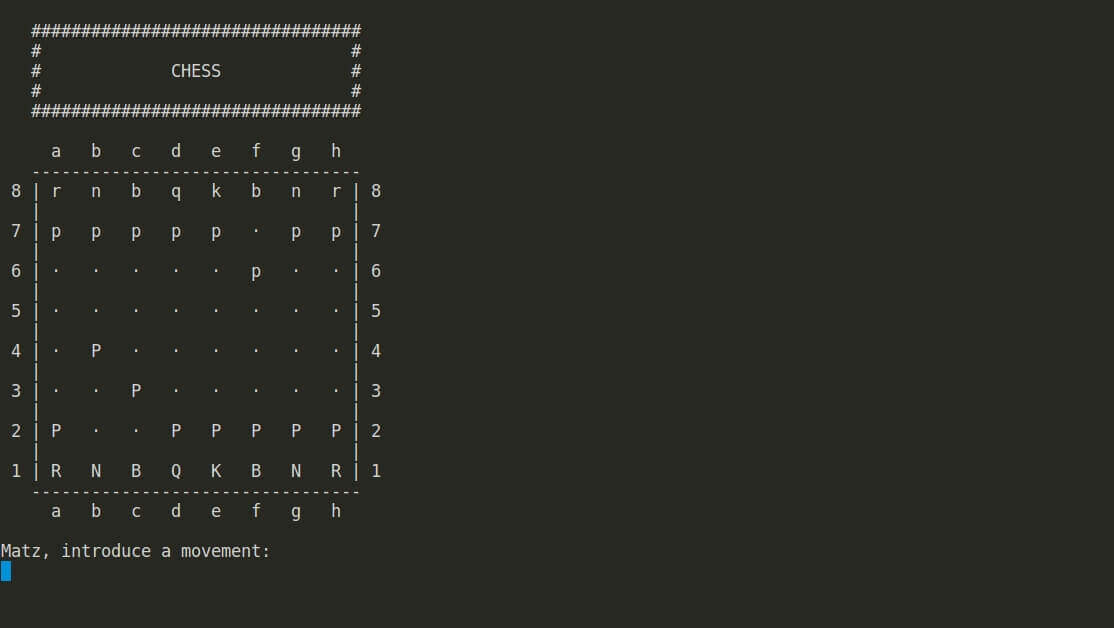 #################################
#                               #
#             CHESS             #
#                               #
#################################
a   b   c   d   e   f   g   h
---------------------------------
8 | r   n   b   q   k   b   n   r | 8
|                               |
7 | p   p   p   p   p   ·   p   p | 7
|                               |
6 | ·   ·   ·   ·   ·   p   ·   · | 6
|                               |
5 | ·   ·   ·   ·   ·   ·   ·   · | 5
|                               |
4 | ·   P   ·   ·   ·   ·   ·   · | 4
|                               |
3 | ·   ·   P   ·   ·   ·   ·   · | 3
|                               |
2 | P   ·   ·   P   P   P   P   P | 2
|                               |
1 | R   N   B   Q   K   B   N   R | 1
---------------------------------
a   b   c   d   e   f   g   h
Matz, introduce a movement: